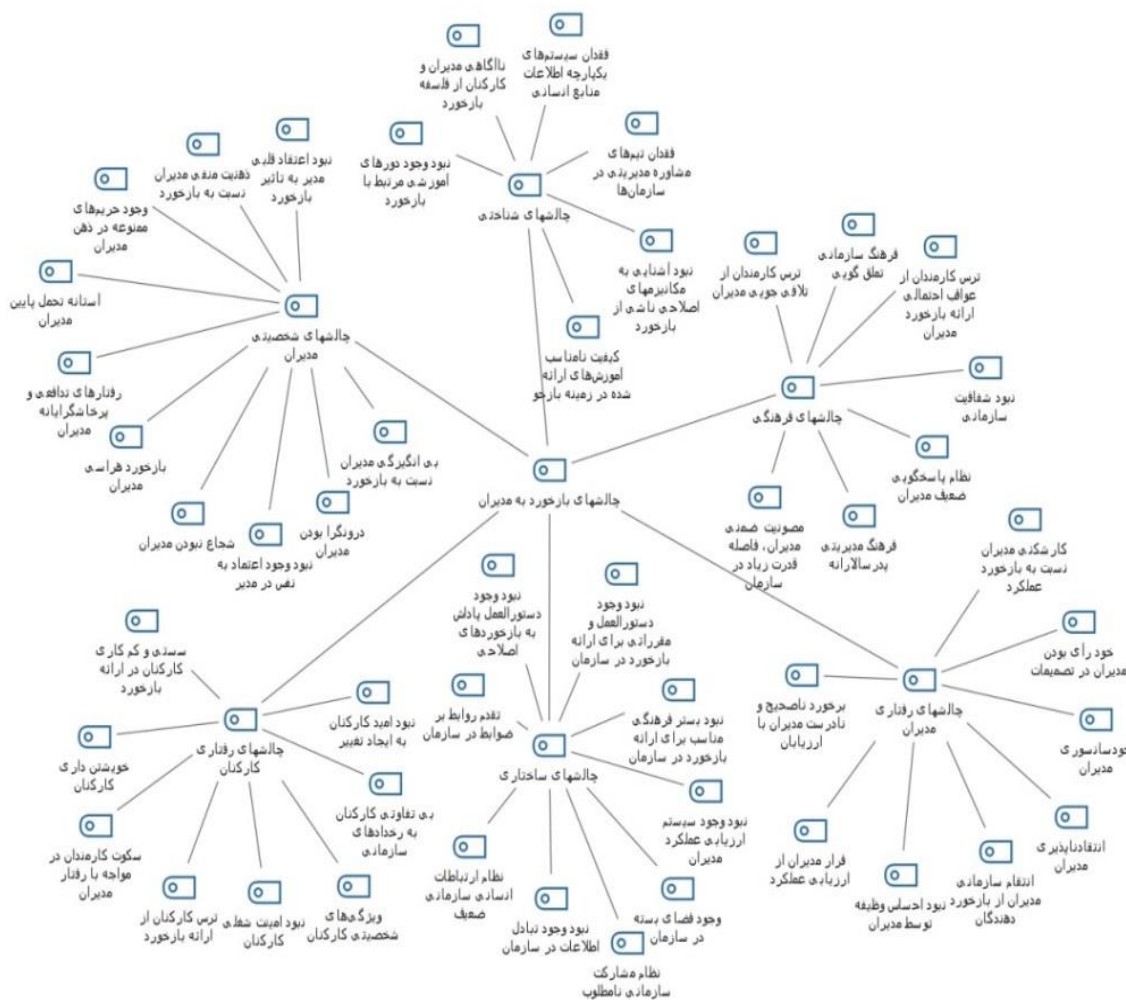 ناآگاهی مدیران و
کارکنان از فلسفه
بازخورد
فقدان سیستم‌های
یکپارچه اطلاعات
منابع انسانی
نبود وجود دورهای
آموزشی مرتبط با
بازخورد
فقدان تیم‌های
مشاوره مدیریتی در
سازمان‌ها
چالشهای شناختی
نبود آشنایی به
مکانیزمهای
اصلاحی ناشی از
بازخورد
کیفیت نامناسب
آموزش‌های ارائه
شده در زمینه بازخو
نبود اعتقاد قلبی
مدیر به تاثیر
بازخورد
ذهنیت منفی مدیران
نسبت به بازخورد
وجود حریم‌های
ممنوعه در ذهن
مدیران
آستانه تحمل پایین
مدیران
چالشهای شخصیتی
مدیران
رفتارهای تدافعی و
پرخاشگرایانه
مدیران
بازخورد هراسی
مدیران
شجاع نبودن مدیران
نبود وجود اعتماد به
نفس در مدیر
درونگرا بودن
مدیران
بی انگیزگی مدیران
نسبت به بازخورد
ترس کارمندان از
تلافی جویی مدیران
فرهنگ سازمانی
تملق گویی
ترس کارمندان از
عواقب احتمالی
ارائه بازخورد
مدیران
نبود شفافیت
سازمانی
چالشهای فرهنگی
نظام پاسخگویی
ضعیف مدیران
فرهنگ مدیریتی
پدرسالارانه
مصونیت ضمنی
مدیران، فاصله
قدرت زیاد در
سازمان
چالشهای بازخورد به مدیران
کارشکنی مدیران
نسبت به بازخورد
عملکرد
خود رأی بودن
مدیران در تصمیمات
خودسانسوری
مدیران
چالشهای رفتاری
مدیران
برخورد ناصحیح و
نادرست مدیران با
ارزیابان
انتقادناپذیری
مدیران
انتقام سازمانی
مدیران از بازخورد
دهندگان
نبود احساس وظیفه
توسط مدیران
فرار مدیران از
ارزیابی عملکرد
نبود وجود
دستورالعمل پاداش
به بازخوردهای
اصلاحی
نبود وجود
دستورالعمل و
مقرراتی برای ارائه
بازخورد در سازمان
تقدم روابط بر
ضوابط در سازمان
نبود بستر فرهنگی
مناسب برای ارائه
بازخورد در سازمان
چالشهای ساختاری
نبود وجود سیستم
ارزیابی عملکرد
مدیران
نظام ارتباطات
انسانی سازمانی
ضعیف
نبود وجود تبادل
اطلاعات در سازمان
وجود فضای بسته
در سازمان
نظام مشارکت
سازمانی نامطلوب
سستی و کم کاری
کارکنان در ارائه
بازخورد
نبود امید کارکنان
به ایجاد تغییر
چالشهای رفتاری
کارکنان
خویشتن داری
کارکنان
بی تفاوتی کارکنان
به رخدادهای
سازمانی
سکوت کارمندان در
مواجه با رفتار
مدیران
ترس کارکنان از
ارائه بازخورد
نبود امنیت شغلی
کارکنان
ویژگی‌های
شخصیتی کارکنان